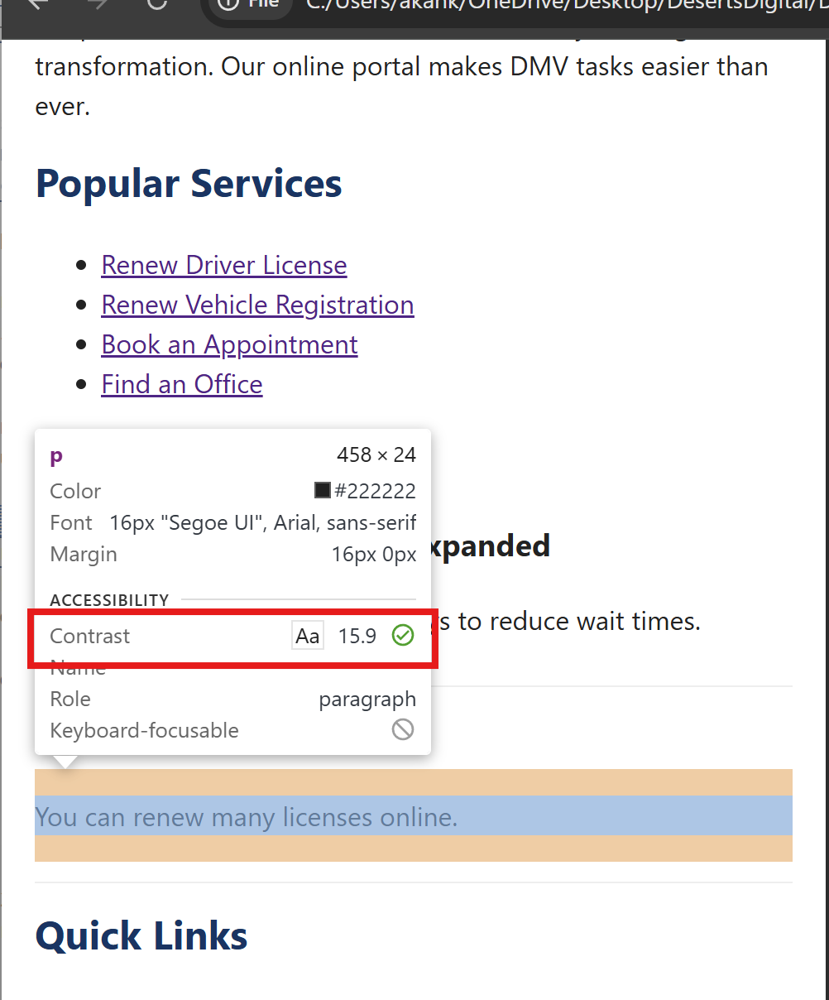 File C:/Users/akank/OneDrive/Desktop/DesertsDigital/D
transformation. Our online portal makes DMV tasks easier than
ever.
Popular Services
Renew Driver License
Renew Vehicle Registration
Book an Appointment
Find an Office
p 458 × 24
Color #222222
Font 16px "Segoe UI", Arial, sans-serif
Margin 16px 0px
xpanded
ACCESSIBILITY
s to reduce wait times.
Contrast Aa 15.9
Name
Role paragraph
Keyboard-focusable
You can renew many licenses online.
Quick Links